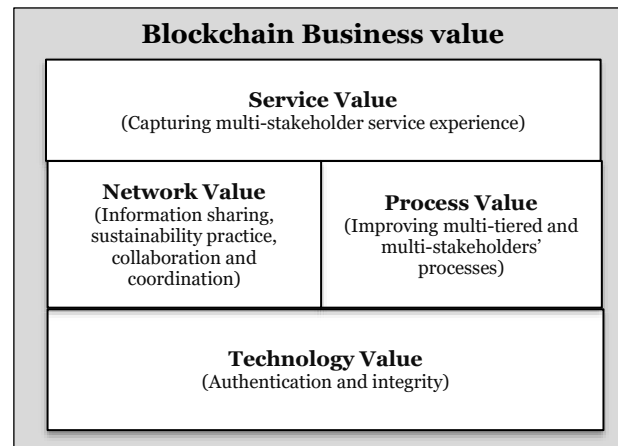 Blockchain Business value
Service Value
(Capturing multi-stakeholder service experience)
Network Value
(Information sharing,
sustainability practice,
collaboration and
coordination)
Process Value
(Improving multi-tiered and
multi-stakeholders’
processes)
Technology Value
(Authentication and integrity)